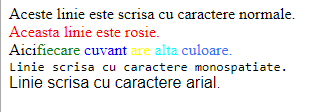 Aceste linie este scrisa cu caractere normale.
Aceasta linie este rosie.
Aicifiecare cuvant are alta culoare.
Linie scrisa cu caractere monospatiate.
Linie scrisa cu caractere arial.